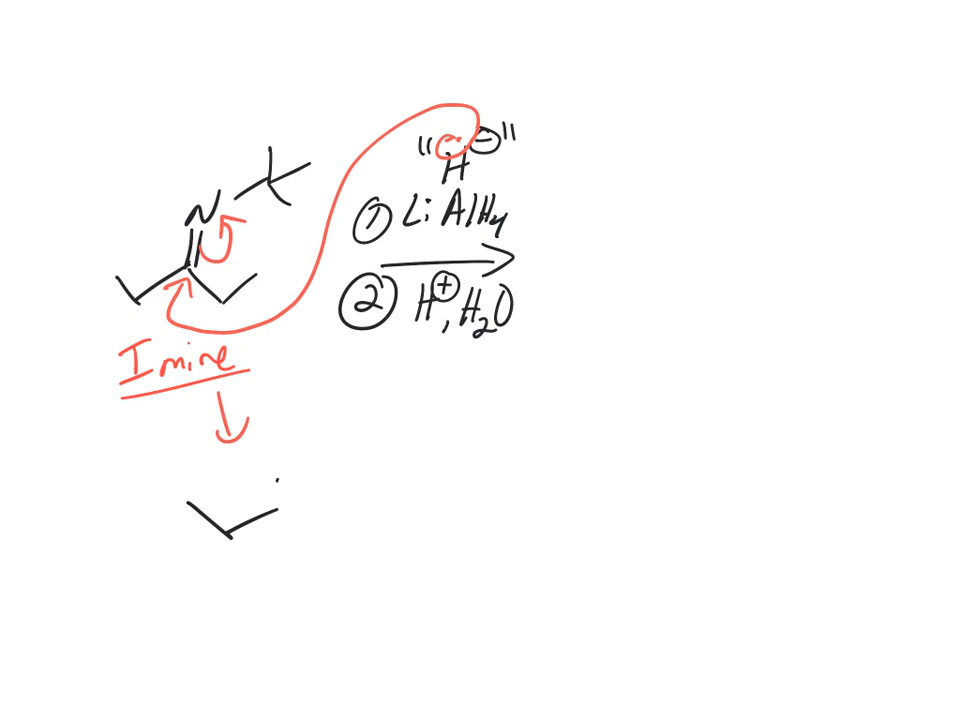 "H⊖"
N
① LiAlH4
② H⊕, H2O
Imine